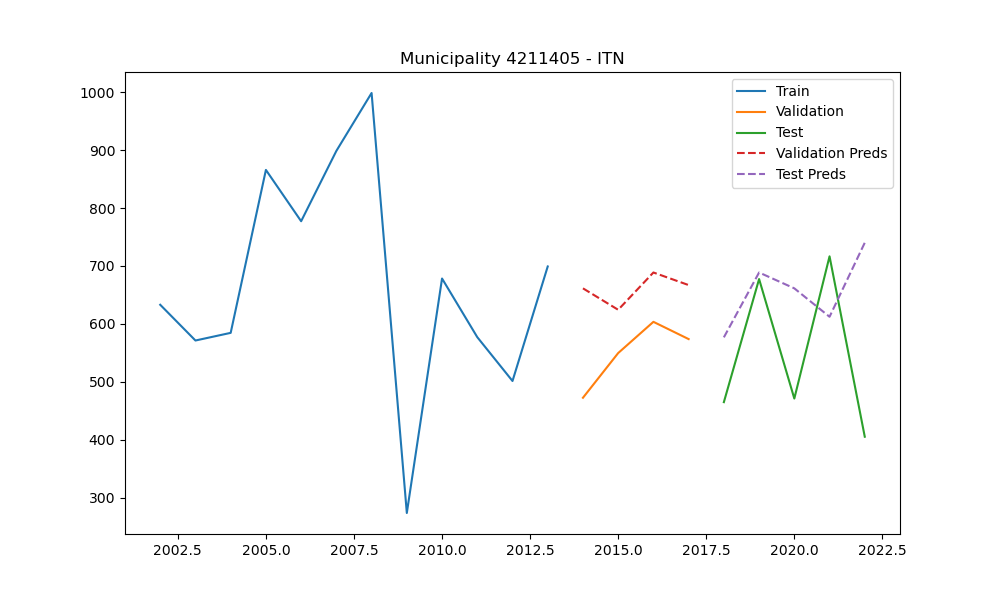 Municipality 4211405 - ITN
Train
Validation
Test
Validation Preds
Test Preds
1000
900
800
700
600
500
400
300
2002.5 2005.0 2007.5 2010.0 2012.5 2015.0 2017.5 2020.0 2022.5